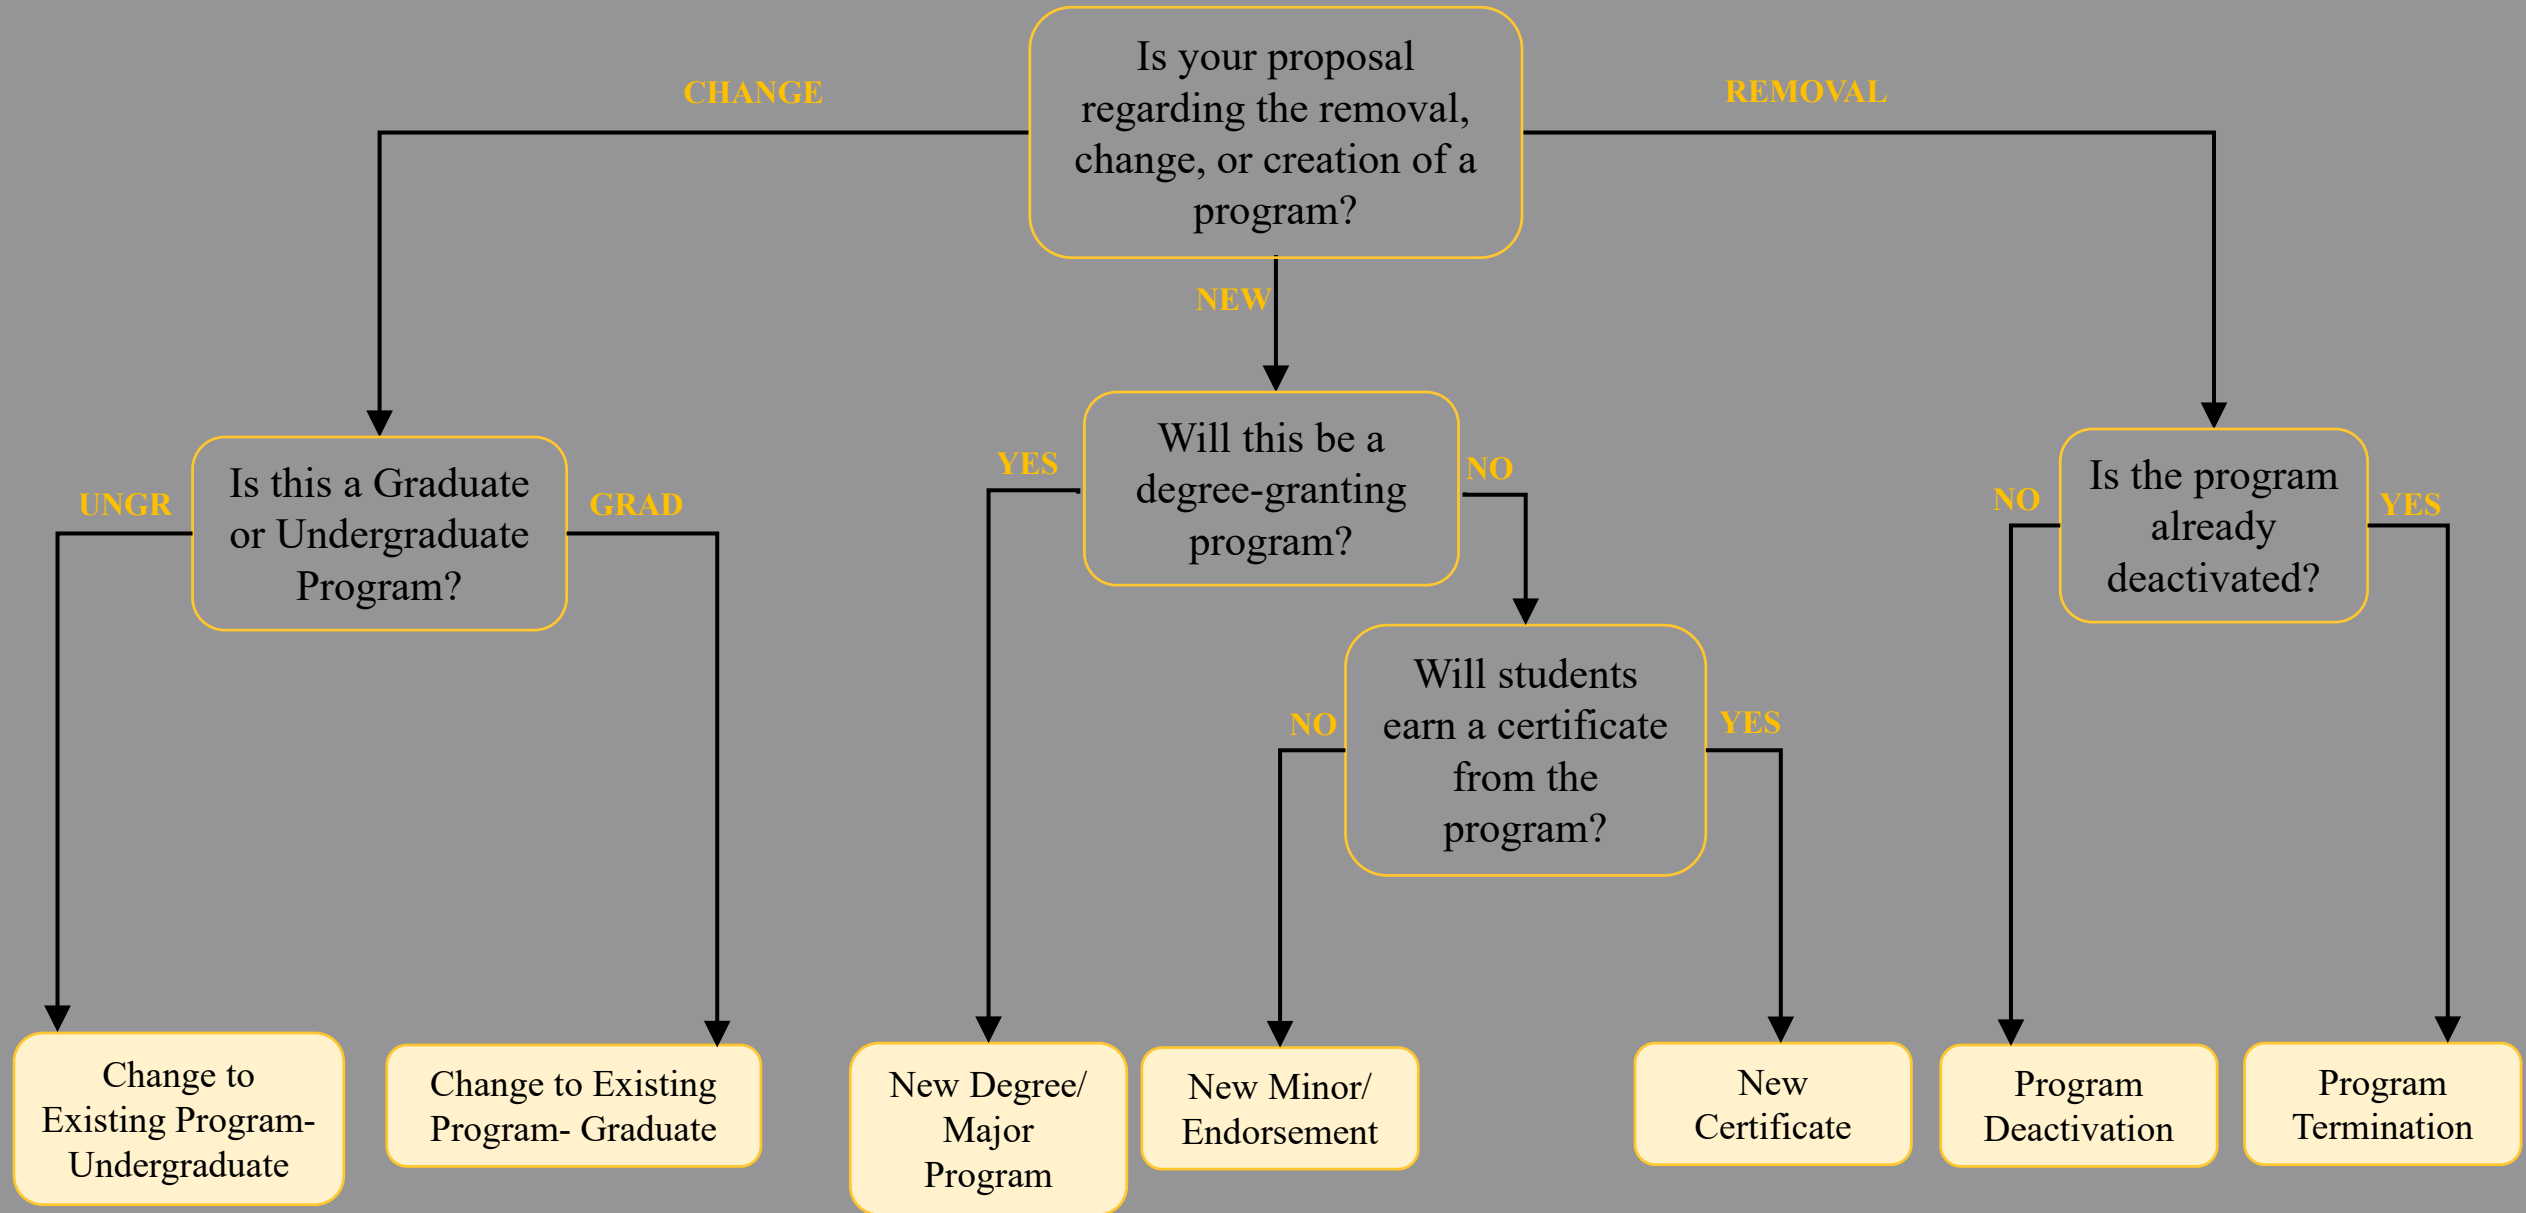 Is your proposal
regarding the removal,
change, or creation of a
program?
CHANGE
REMOVAL
NEW
Is this a Graduate
or Undergraduate
Program?
UNGR
GRAD
Will this be a
degree-granting
program?
YES
NO
Is the program
already
deactivated?
NO
YES
Will students
earn a certificate
from the
program?
NO
YES
Change to
Existing Program-
Undergraduate
Change to Existing
Program- Graduate
New Degree/
Major
Program
New Minor/
Endorsement
New
Certificate
Program
Deactivation
Program
Termination